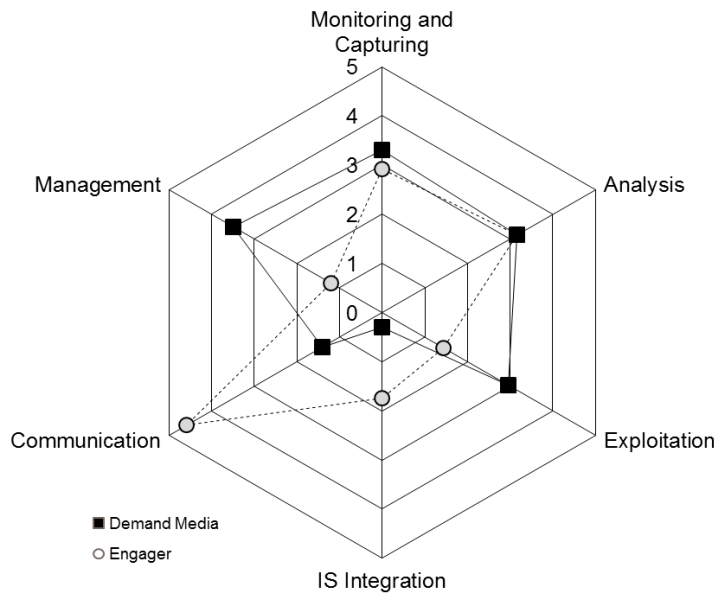 Monitoring and
Capturing
5
4
3
2
1
0
Management
Analysis
Communication
Exploitation
IS Integration
Demand Media
Engager